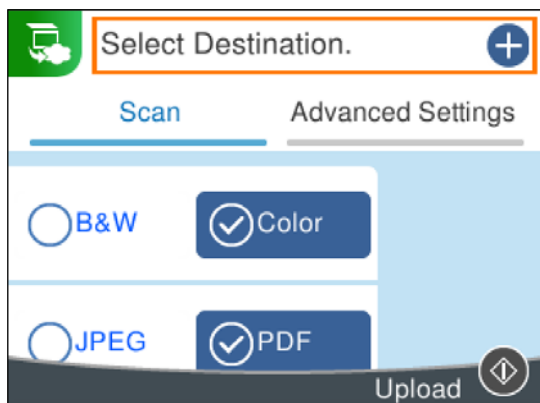 Select Destination.
Scan Advanced Settings
B&W Color
JPEG PDF
Upload